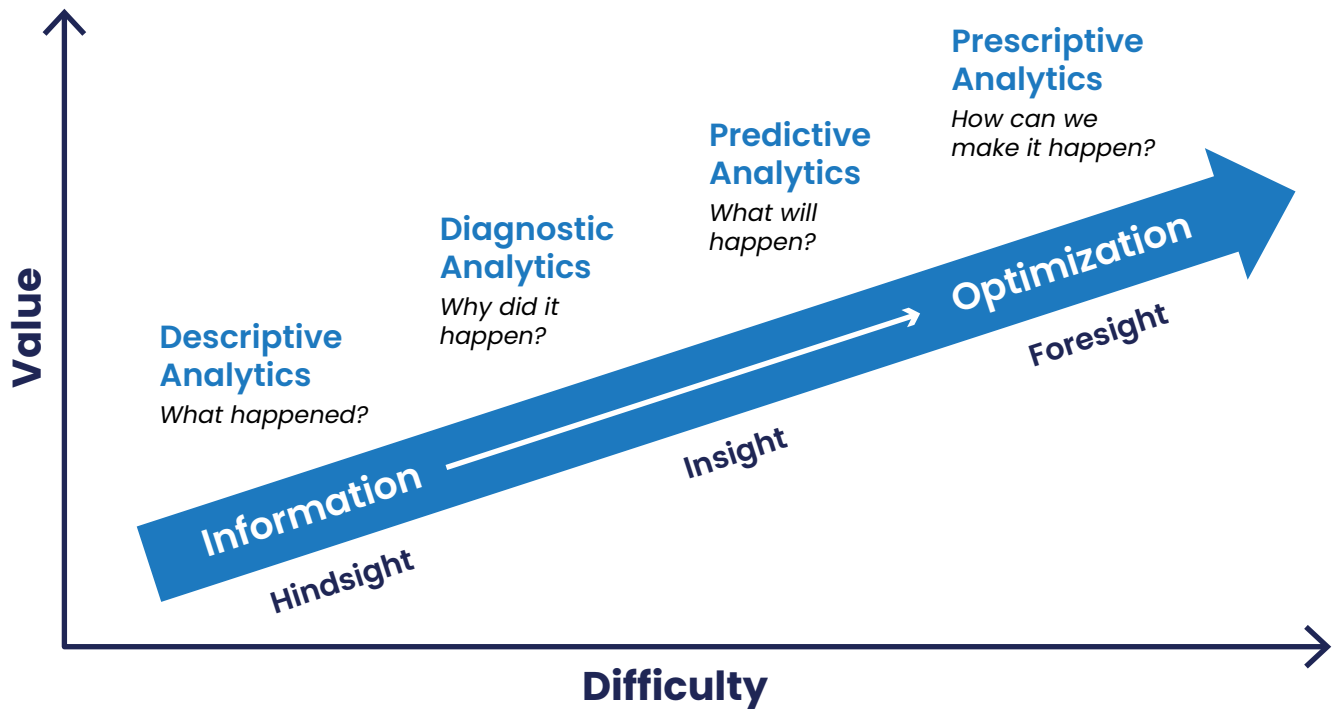 Prescriptive
Analytics
How can we
make it happen?
Predictive
Analytics
What will
happen?
Diagnostic
Analytics
Why did it
happen?
Descriptive
Analytics
What happened?
Value
Information
Optimization
Hindsight
Insight
Foresight
Difficulty